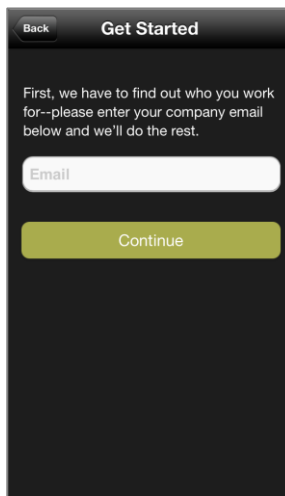 Back
Get Started
First, we have to find out who you work
for--please enter your company email
below and we'll do the rest.
Email
Continue